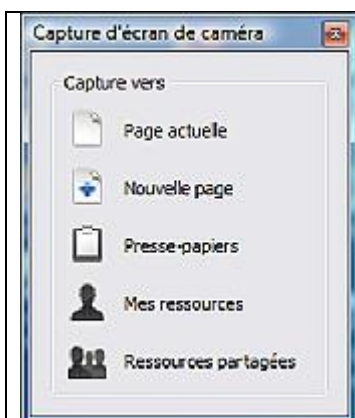 Capture d'écran de caméra
Capture vers
Page actuelle
Nouvelle page
Presse-papiers
Mes ressources
Ressources partagées